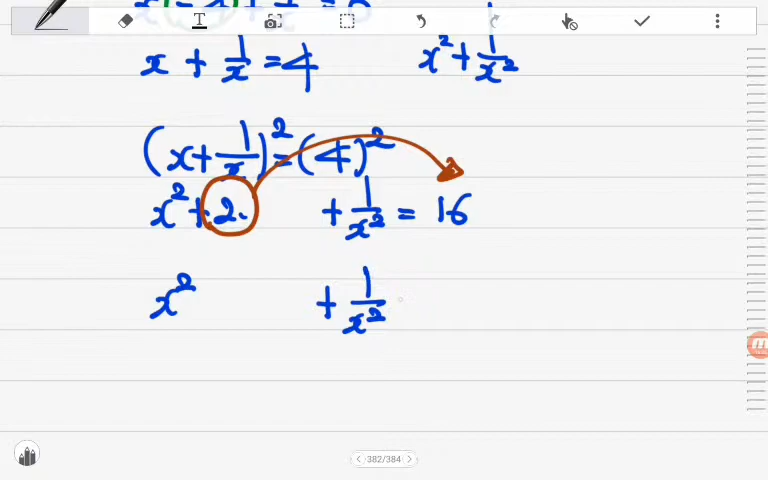 x + 1/x = 4    x² + 1/x²
(x + 1/x)² = (4)²
x² + 2. + 1/x² = 16
x² + 1/x²
382/384